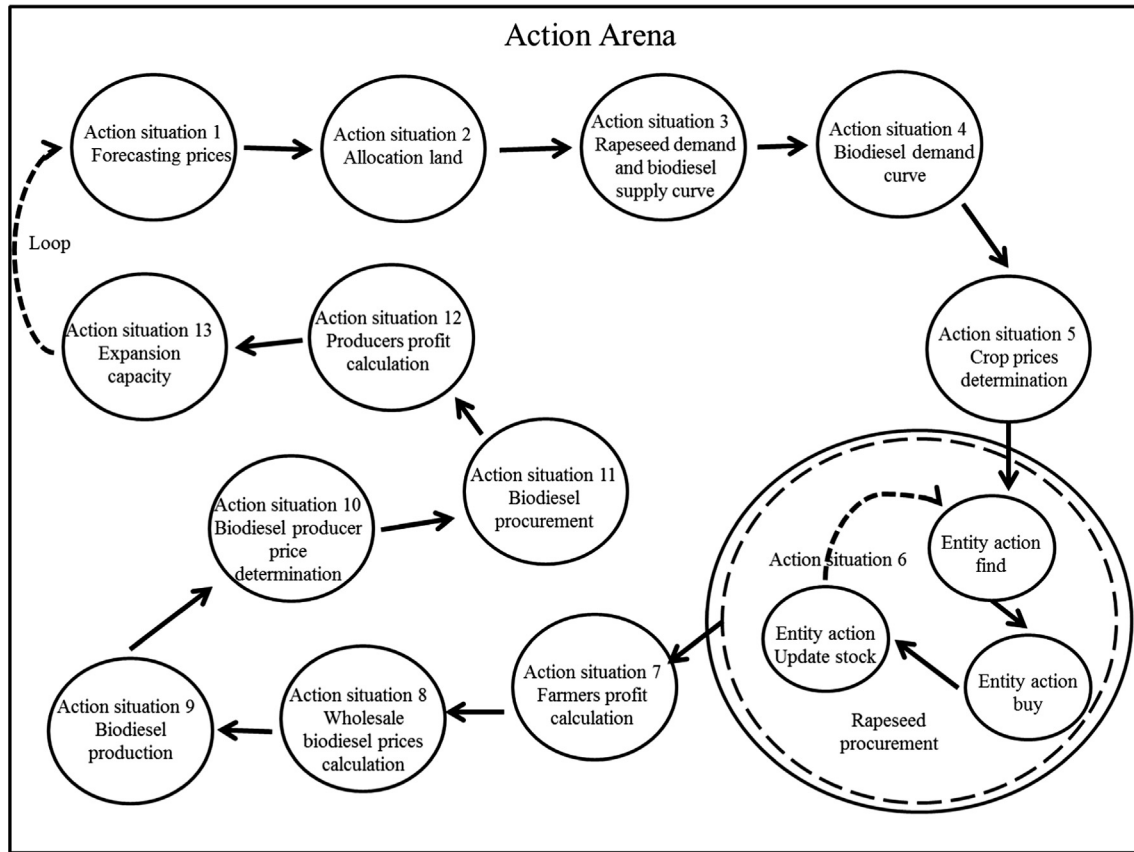 Action Arena
Action situation 1
Forecasting prices
Action situation 2
Allocation land
Action situation 3
Rapeseed demand
and biodiesel
supply curve
Action situation 4
Biodiesel demand
curve
Loop
Action situation 13
Expansion
capacity
Action situation 12
Producers profit
calculation
Action situation 5
Crop prices
determination
Action situation 10
Biodiesel producer
price
determination
Action situation 11
Biodiesel
procurement
Action situation 6
Entity action
find
Entity action
Update stock
Entity action
buy
Rapeseed
procurement
Action situation 7
Farmers profit
calculation
Action situation 8
Wholesale
biodiesel prices
calculation
Action situation 9
Biodiesel
production